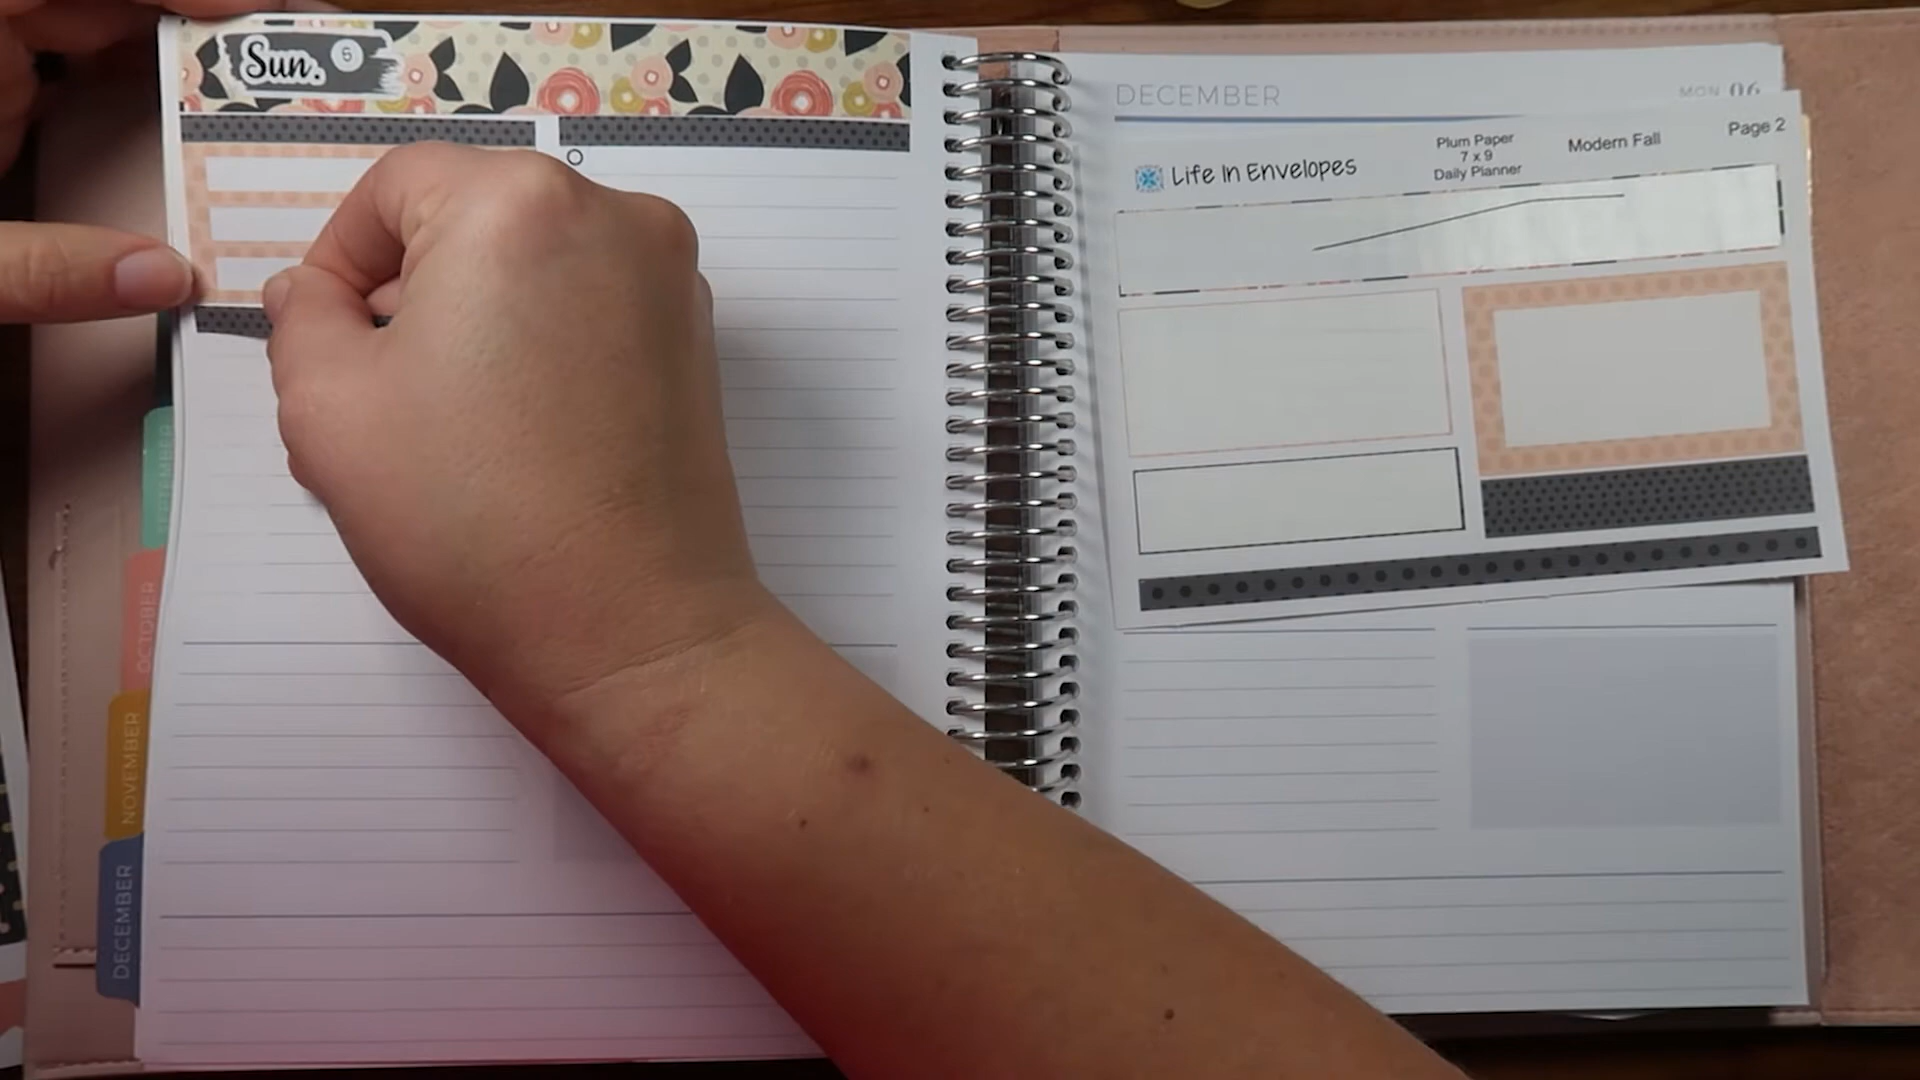 Sun. 5
SEPTEMBER
OCTOBER
NOVEMBER
DECEMBER
DECEMBER
MON 06
Life In Envelopes
Plum Paper
7 x 9
Daily Planner
Modern Fall
Page 2